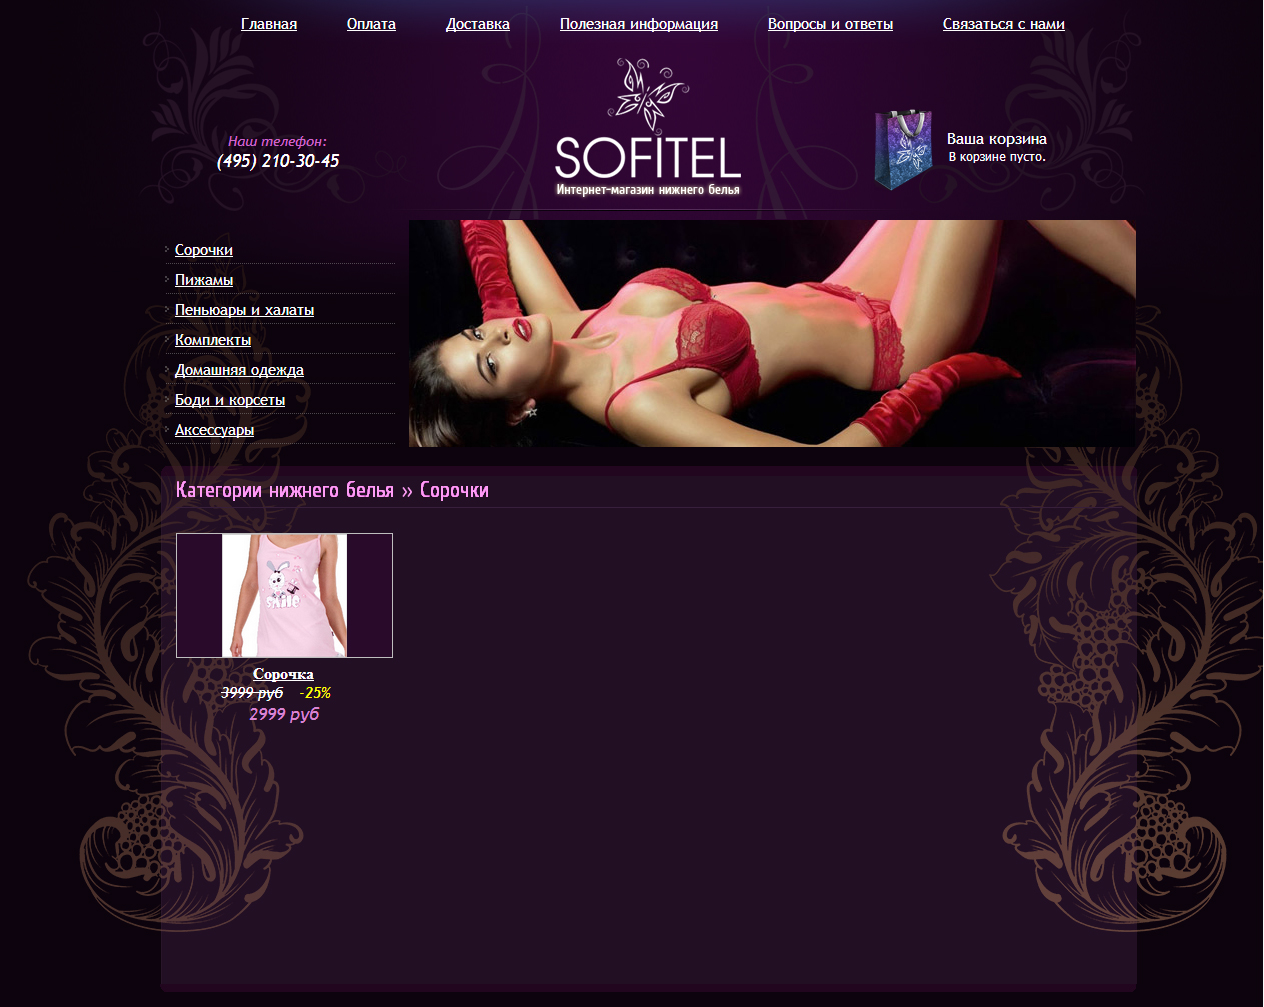 Главная Оплата Доставка Полезная информация Вопросы и ответы Связаться с нами
Наш телефон:
(495) 210-30-45
SOFITEL
Интернет-магазин нижнего белья
Ваша корзина
В корзине пусто.
Сорочки
Пижамы
Пеньюары и халаты
Комплекты
Домашняя одежда
Боди и корсеты
Аксессуары
Категории нижнего белья » Сорочки
SMILE
Сорочка
3999 руб -25%
2999 руб